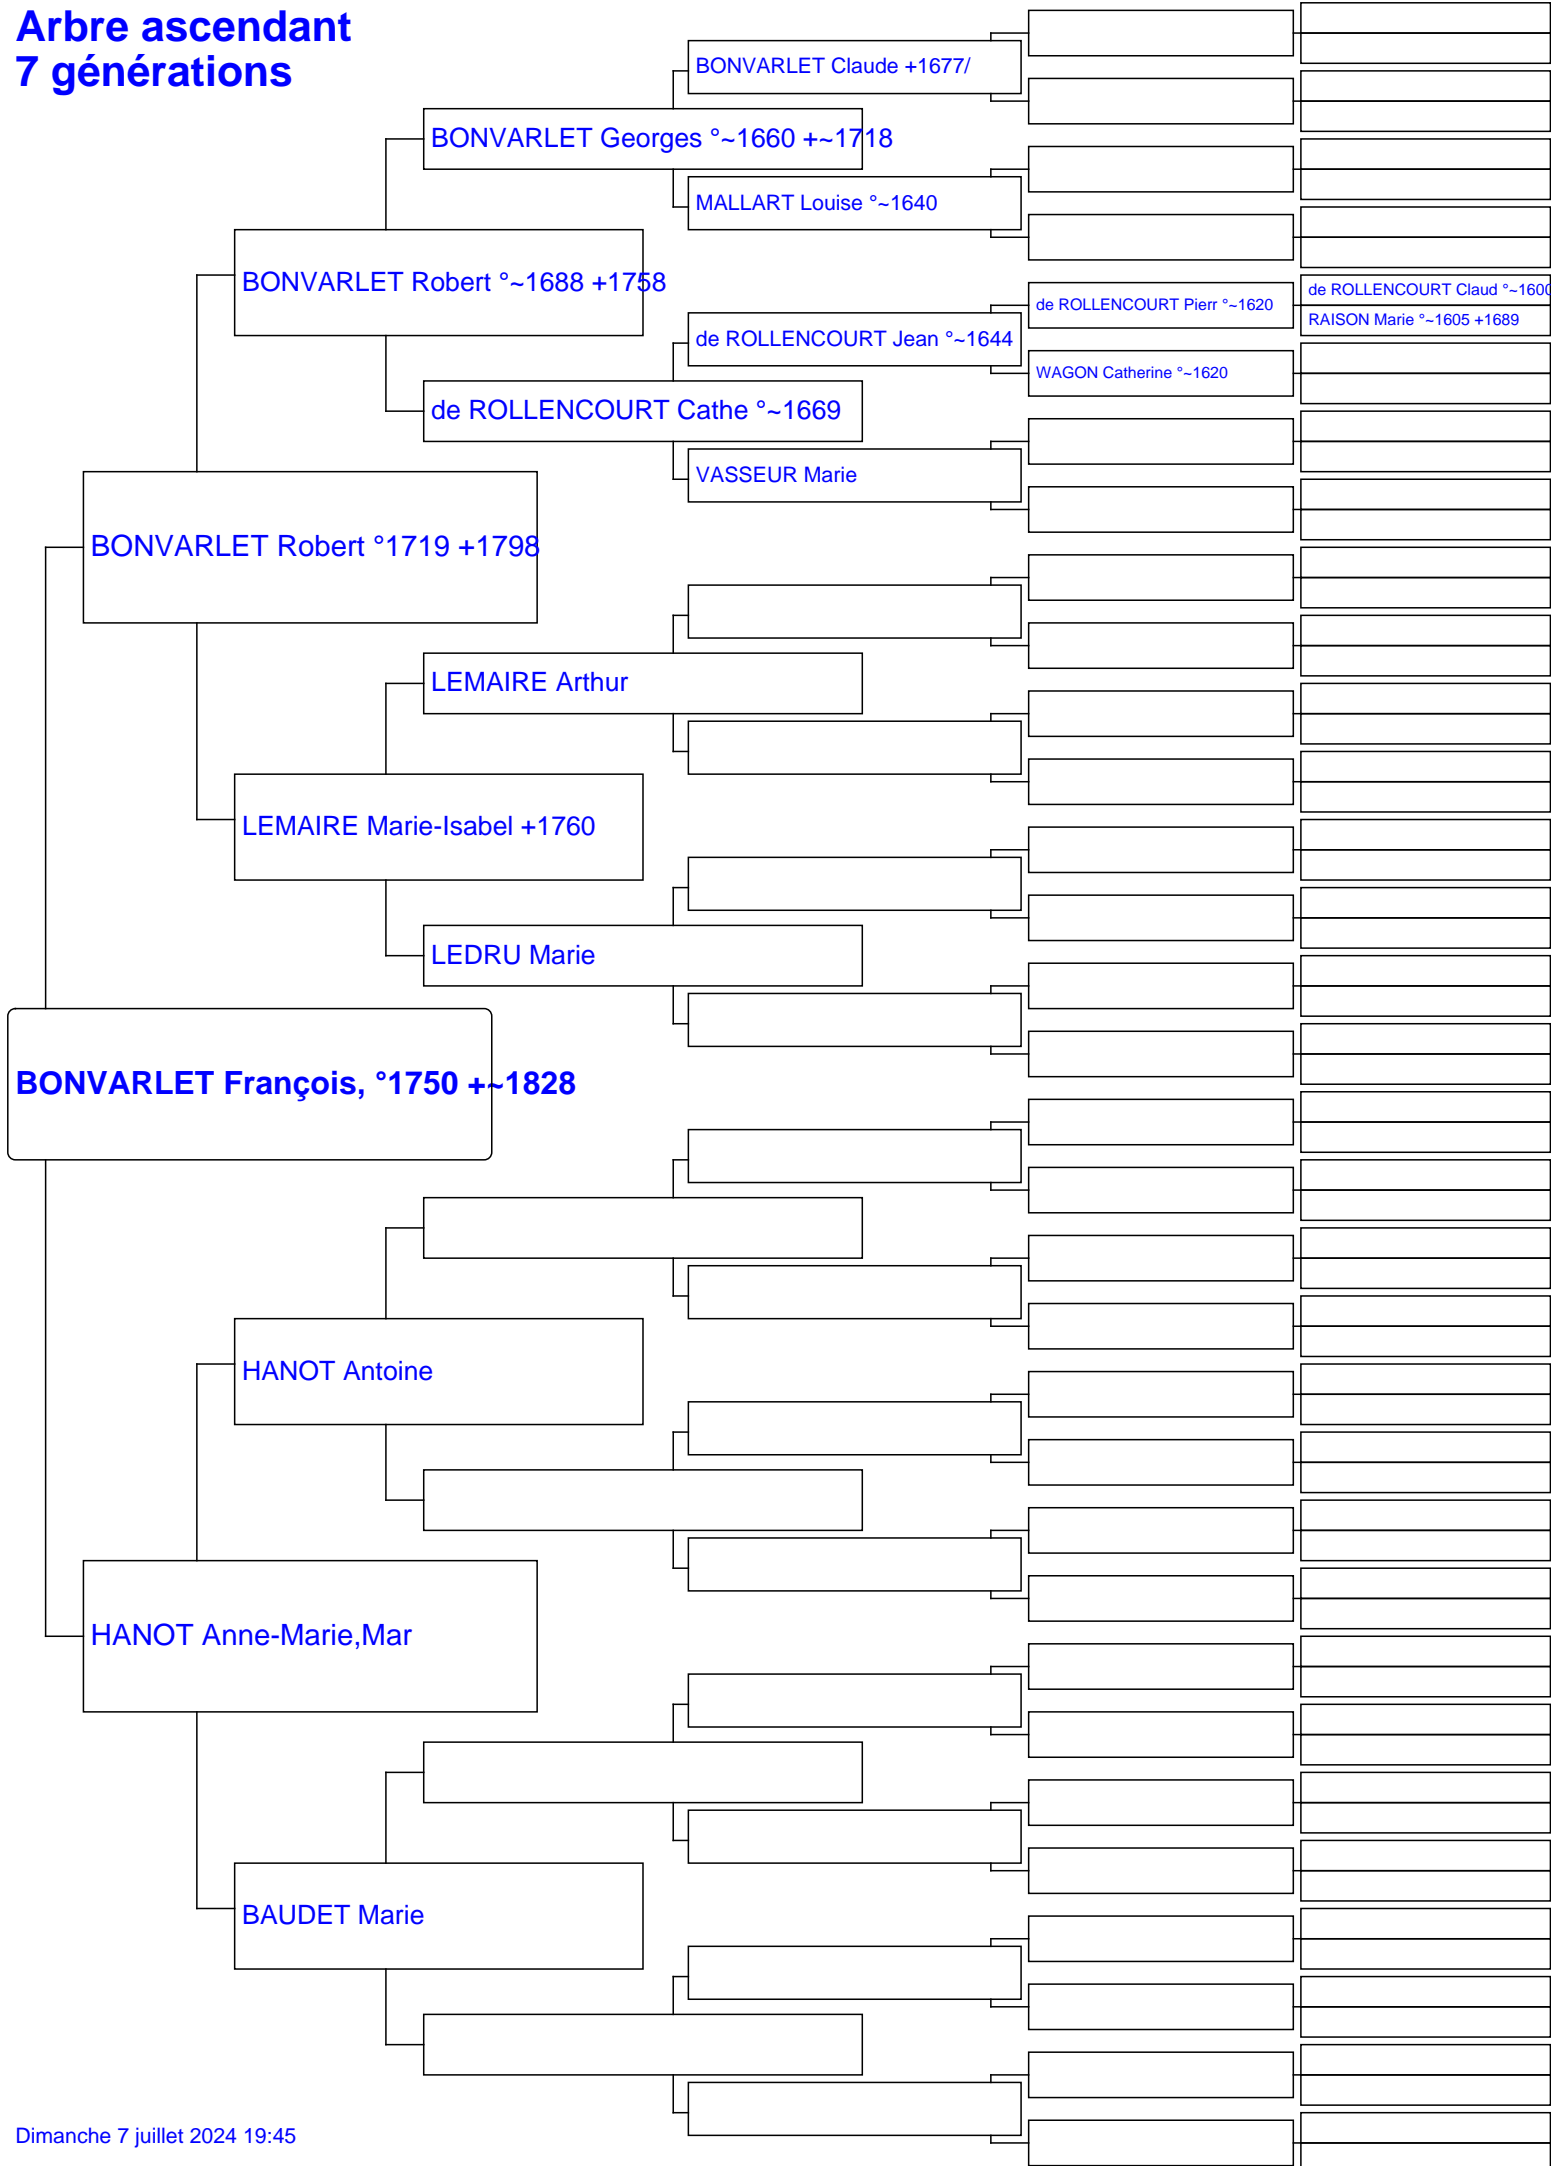 Arbre ascendant
7 générations
BONVARLET Claude +1677/
BONVARLET Georges °~1660 +~1718
MALLART Louise °~1640
BONVARLET Robert °~1688 +1758
de ROLLENCOURT Claud °~1600
de ROLLENCOURT Pierr °~1620
RAISON Marie °~1605 +1689
de ROLLENCOURT Jean °~1644
WAGON Catherine °~1620
de ROLLENCOURT Cathe °~1669
VASSEUR Marie
BONVARLET Robert °1719 +1798
LEMAIRE Arthur
LEMAIRE Marie-Isabel +1760
LEDRU Marie
BONVARLET François, °1750 +~1828
HANOT Antoine
HANOT Anne-Marie,Mar
BAUDET Marie
Dimanche 7 juillet 2024 19:45